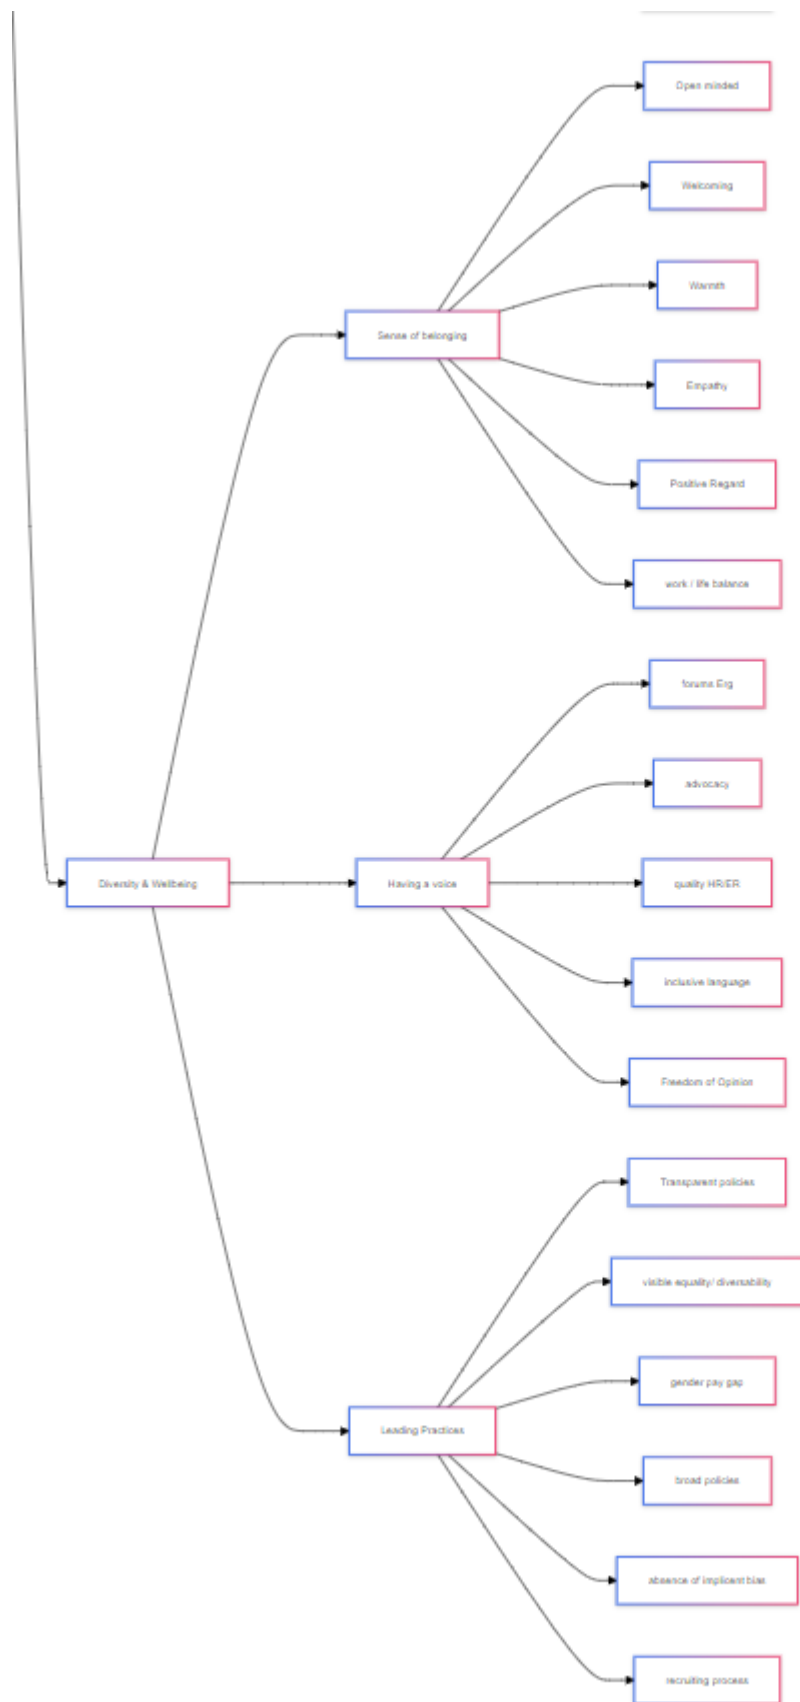 Open minded
Welcoming
Warmth
Sense of belonging
Empathy
Positive Regard
work / life balance
forums Erg
advocacy
Diversity & Wellbeing
Having a voice
quality HR/ER
inclusive language
Freedom of Opinion
Transparent policies
visible equality/ diversability
gender pay gap
Leading Practices
broad policies
absence of implicent bias
recruiting process